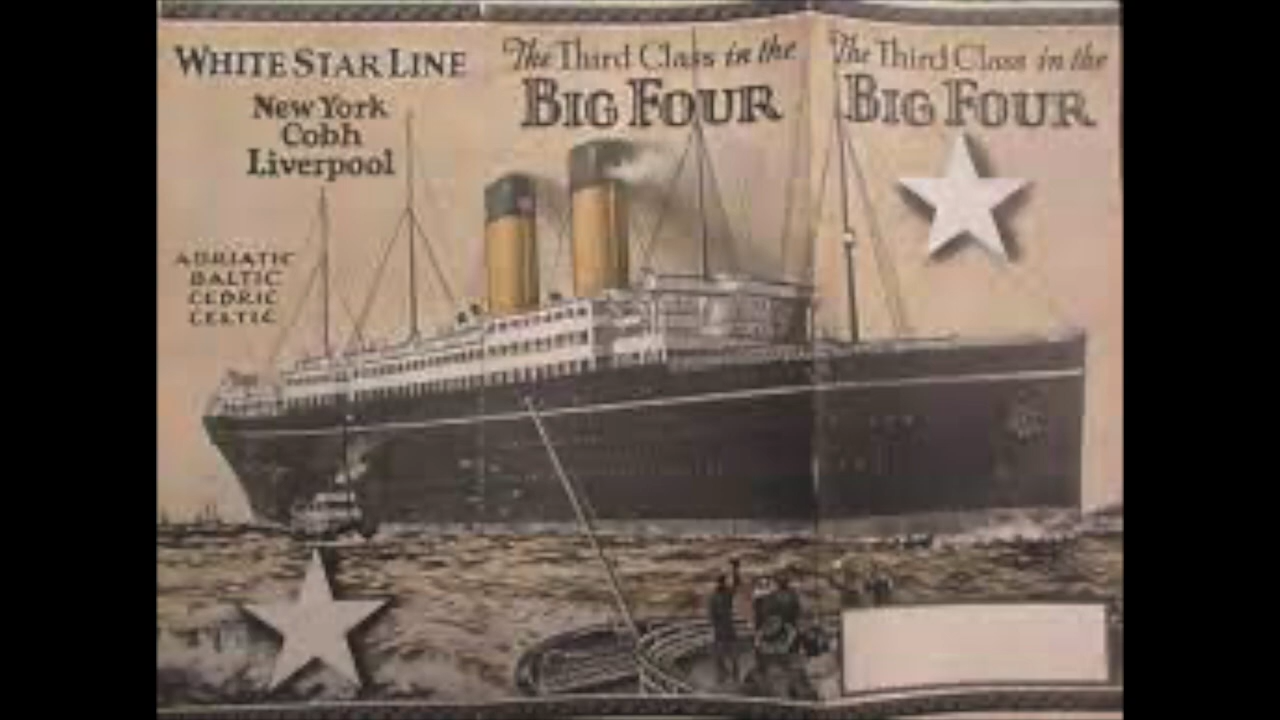 WHITE STAR LINE
New York
Cobh
Liverpool
ADRIATIC
BALTIC
CEDRIC
CELTIC
The Third Class in the
BIG FOUR
The Third Class in the
BIG FOUR